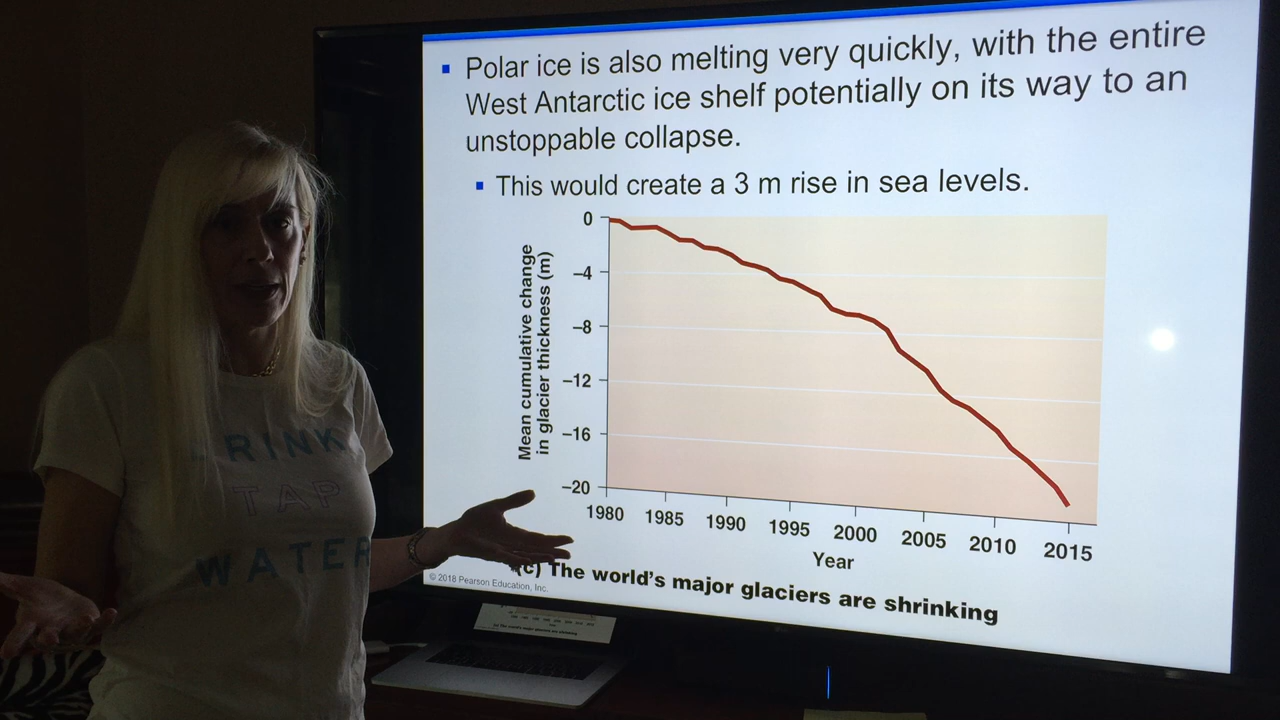 ▪ Polar ice is also melting very quickly, with the entire
West Antarctic ice shelf potentially on its way to an
unstoppable collapse.
▪ This would create a 3 m rise in sea levels.
Mean cumulative change
in glacier thickness (m)
0
−4
−8
−12
−16
−20
1980 1985 1990 1995 2000 2005 2010 2015
Year
(c) The world's major glaciers are shrinking
© 2018 Pearson Education, Inc.
RINK
TAP
WATER